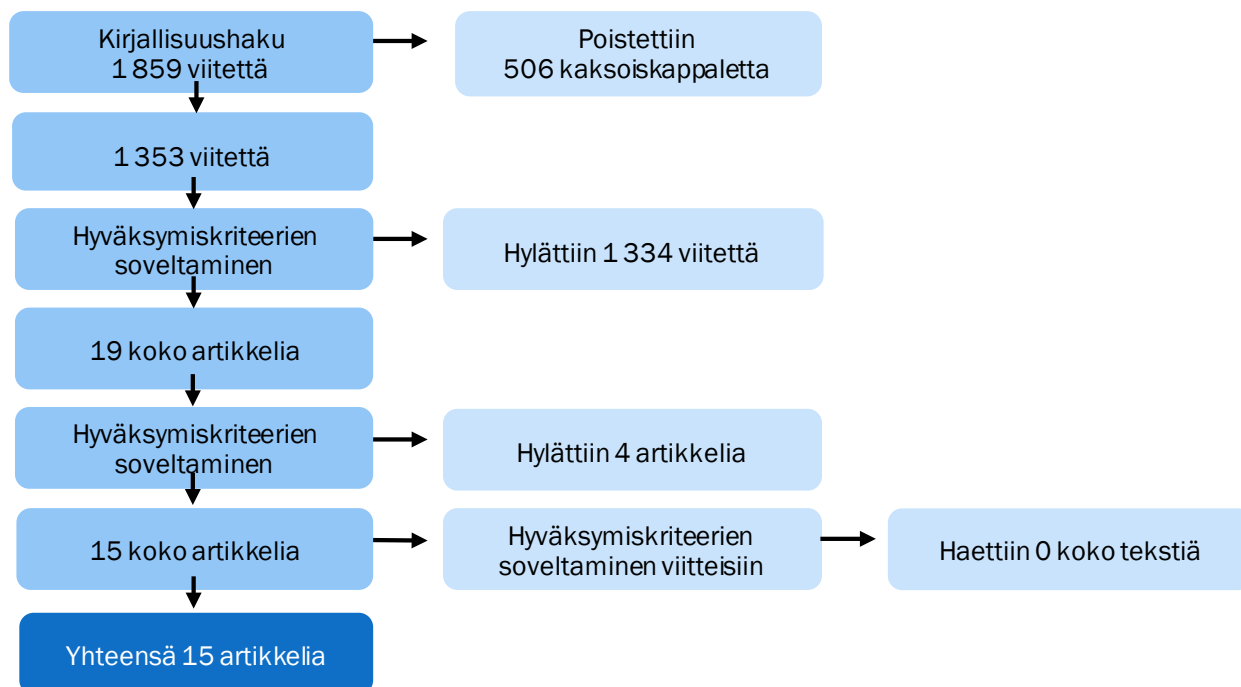 Kirjallisuushaku
1 859 viitettä
Poistettiin
506 kaksoiskappaletta
1 353 viitettä
Hyväksymiskriteerien
soveltaminen
Hylättiin 1 334 viitettä
19 koko artikkelia
Hyväksymiskriteerien
soveltaminen
Hylättiin 4 artikkelia
15 koko artikkelia
Hyväksymiskriteerien
soveltaminen viitteisiin
Haettiin 0 koko tekstiä
Yhteensä 15 artikkelia